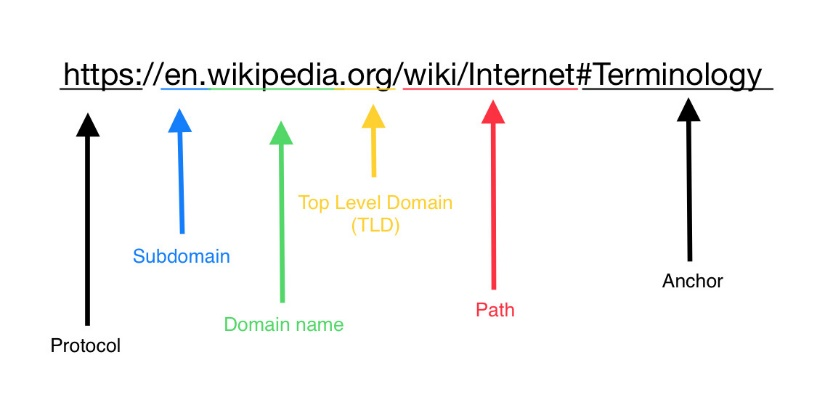 https://en.wikipedia.org/wiki/Internet#Terminology
Top Level Domain
(TLD)
Subdomain
Anchor
Path
Domain name
Protocol